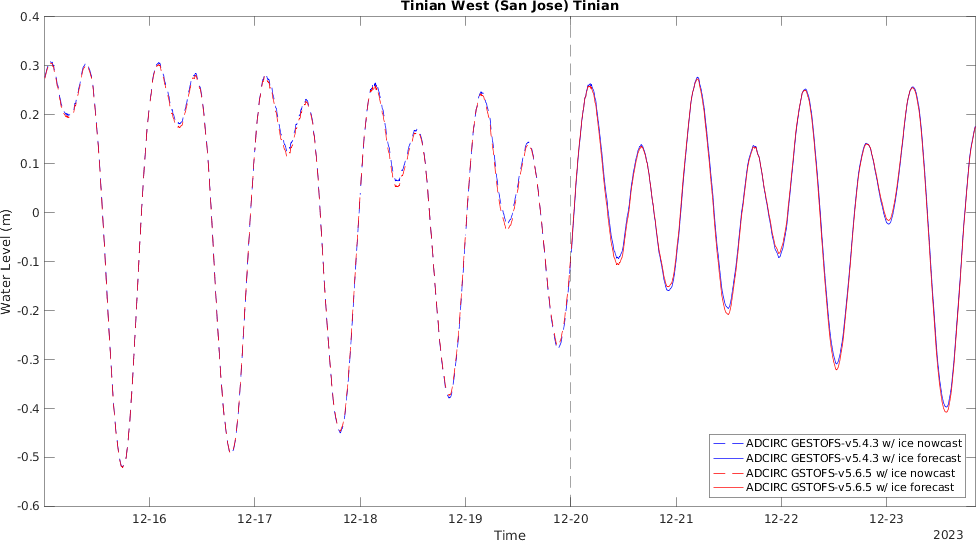 Tinian West (San Jose) Tinian
0.4
0.3
0.2
0.1
0
-0.1
-0.2
-0.3
-0.4
-0.5
-0.6
Water Level (m)
ADCIRC GESTOFS-v5.4.3 w/ ice nowcast
ADCIRC GESTOFS-v5.4.3 w/ ice forecast
ADCIRC GSTOFS-v5.6.5 w/ ice nowcast
ADCIRC GSTOFS-v5.6.5 w/ ice forecast
12-16 12-17 12-18 12-19 12-20 12-21 12-22 12-23
Time
2023